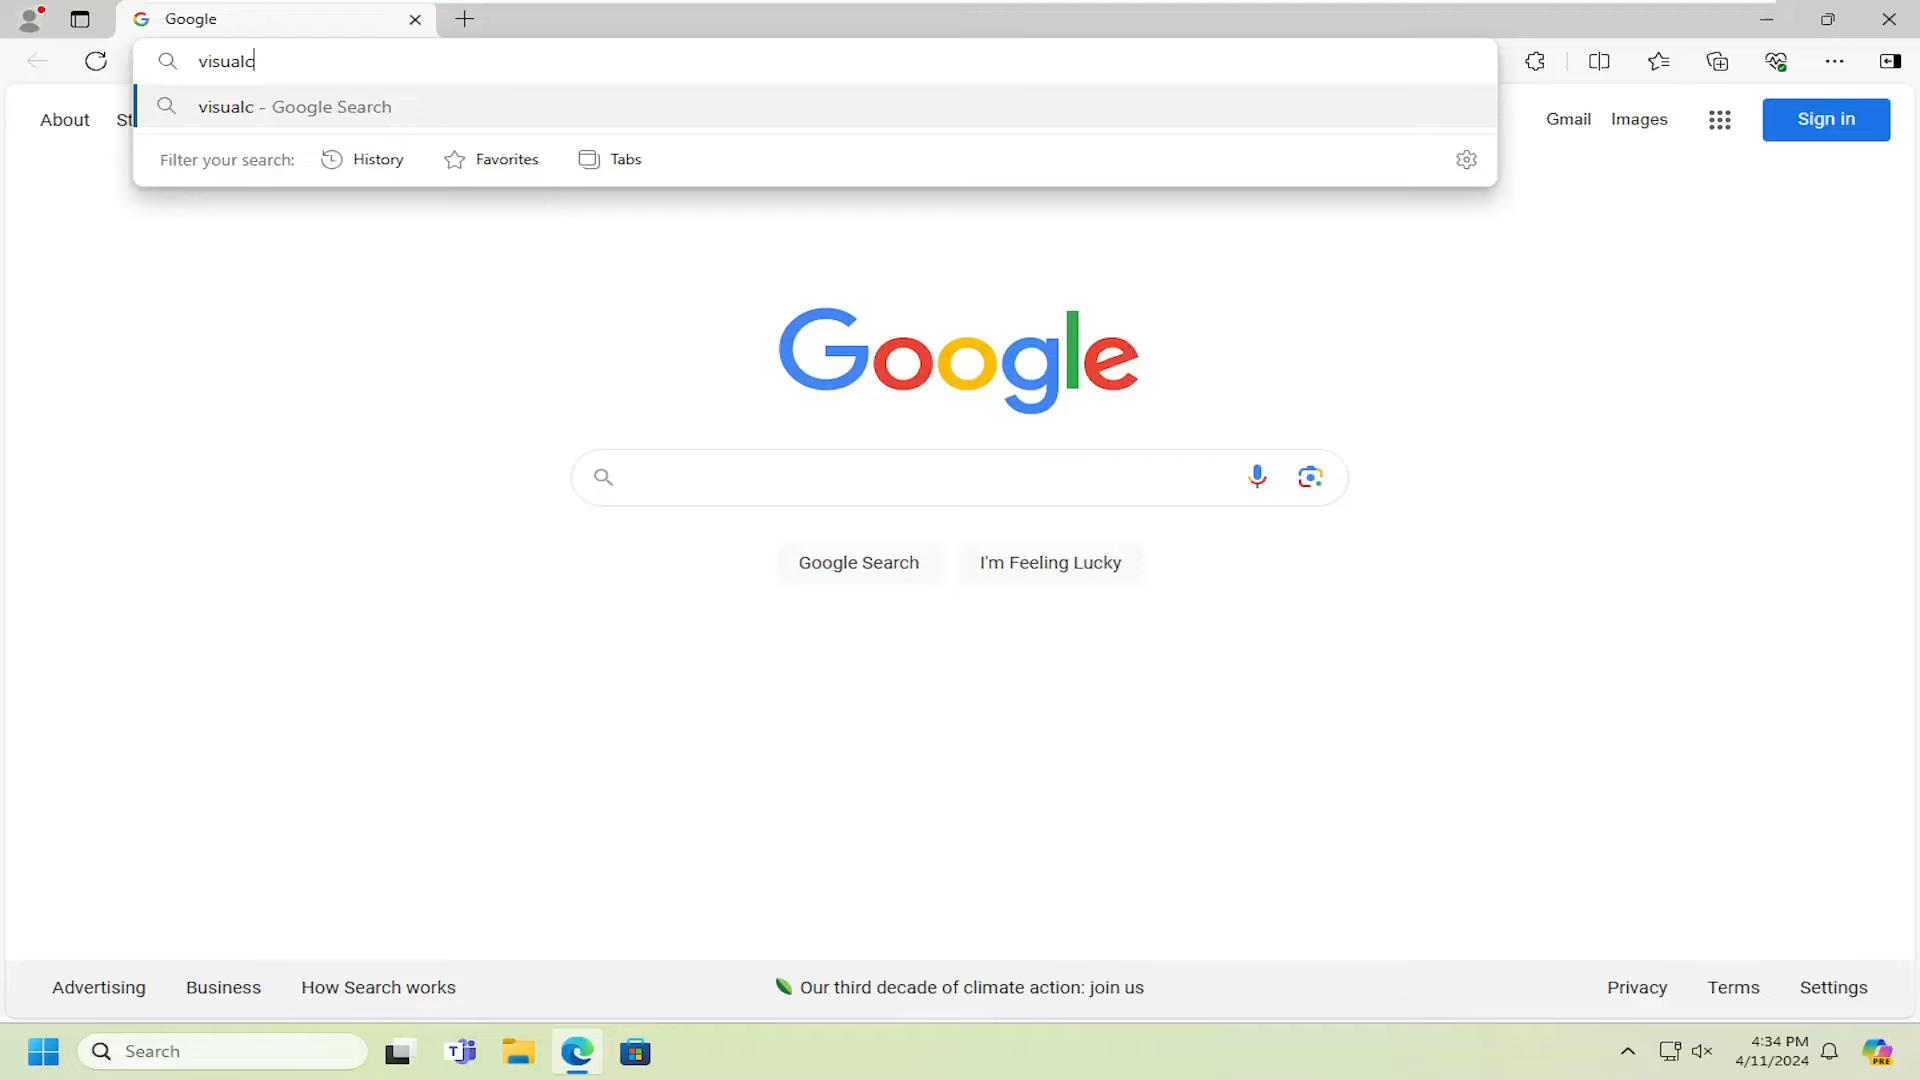 Google
visualc
visualc - Google Search
Filter your search: History Favorites Tabs
About St
Gmail Images Sign in
Google
Google Search I'm Feeling Lucky
Advertising Business How Search works
Our third decade of climate action: join us
Privacy Terms Settings
Search
4:34 PM
4/11/2024
PRE